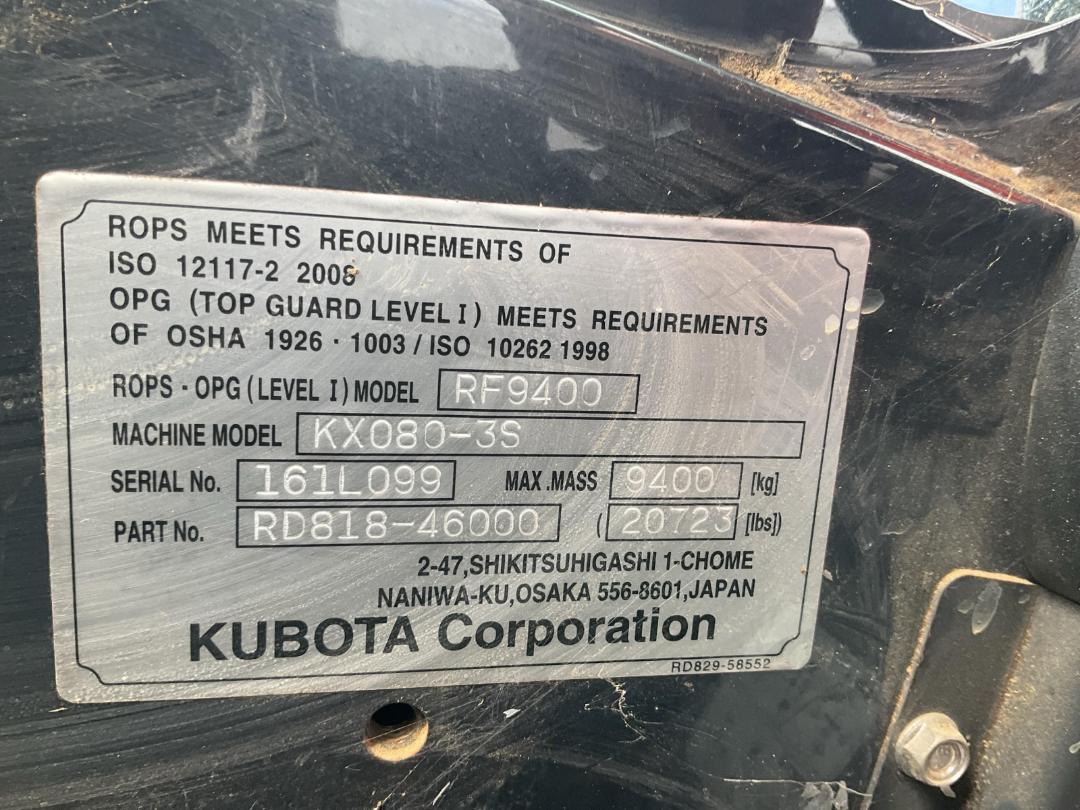 ROPS MEETS REQUIREMENTS OF
ISO 12117-2 2008
OPG (TOP GUARD LEVEL I) MEETS REQUIREMENTS
OF OSHA 1926 · 1003 / ISO 10262 1998
ROPS - OPG (LEVEL I) MODEL RF9400
MACHINE MODEL KX080-3S
SERIAL No. 161L099 MAX.MASS 9400 [kg]
PART No. RD818-46000 (20723 [lbs])
2-47,SHIKITSUHIGASHI 1-CHOME
NANIWA-KU,OSAKA 556-8601,JAPAN
KUBOTA Corporation
RD829-58552